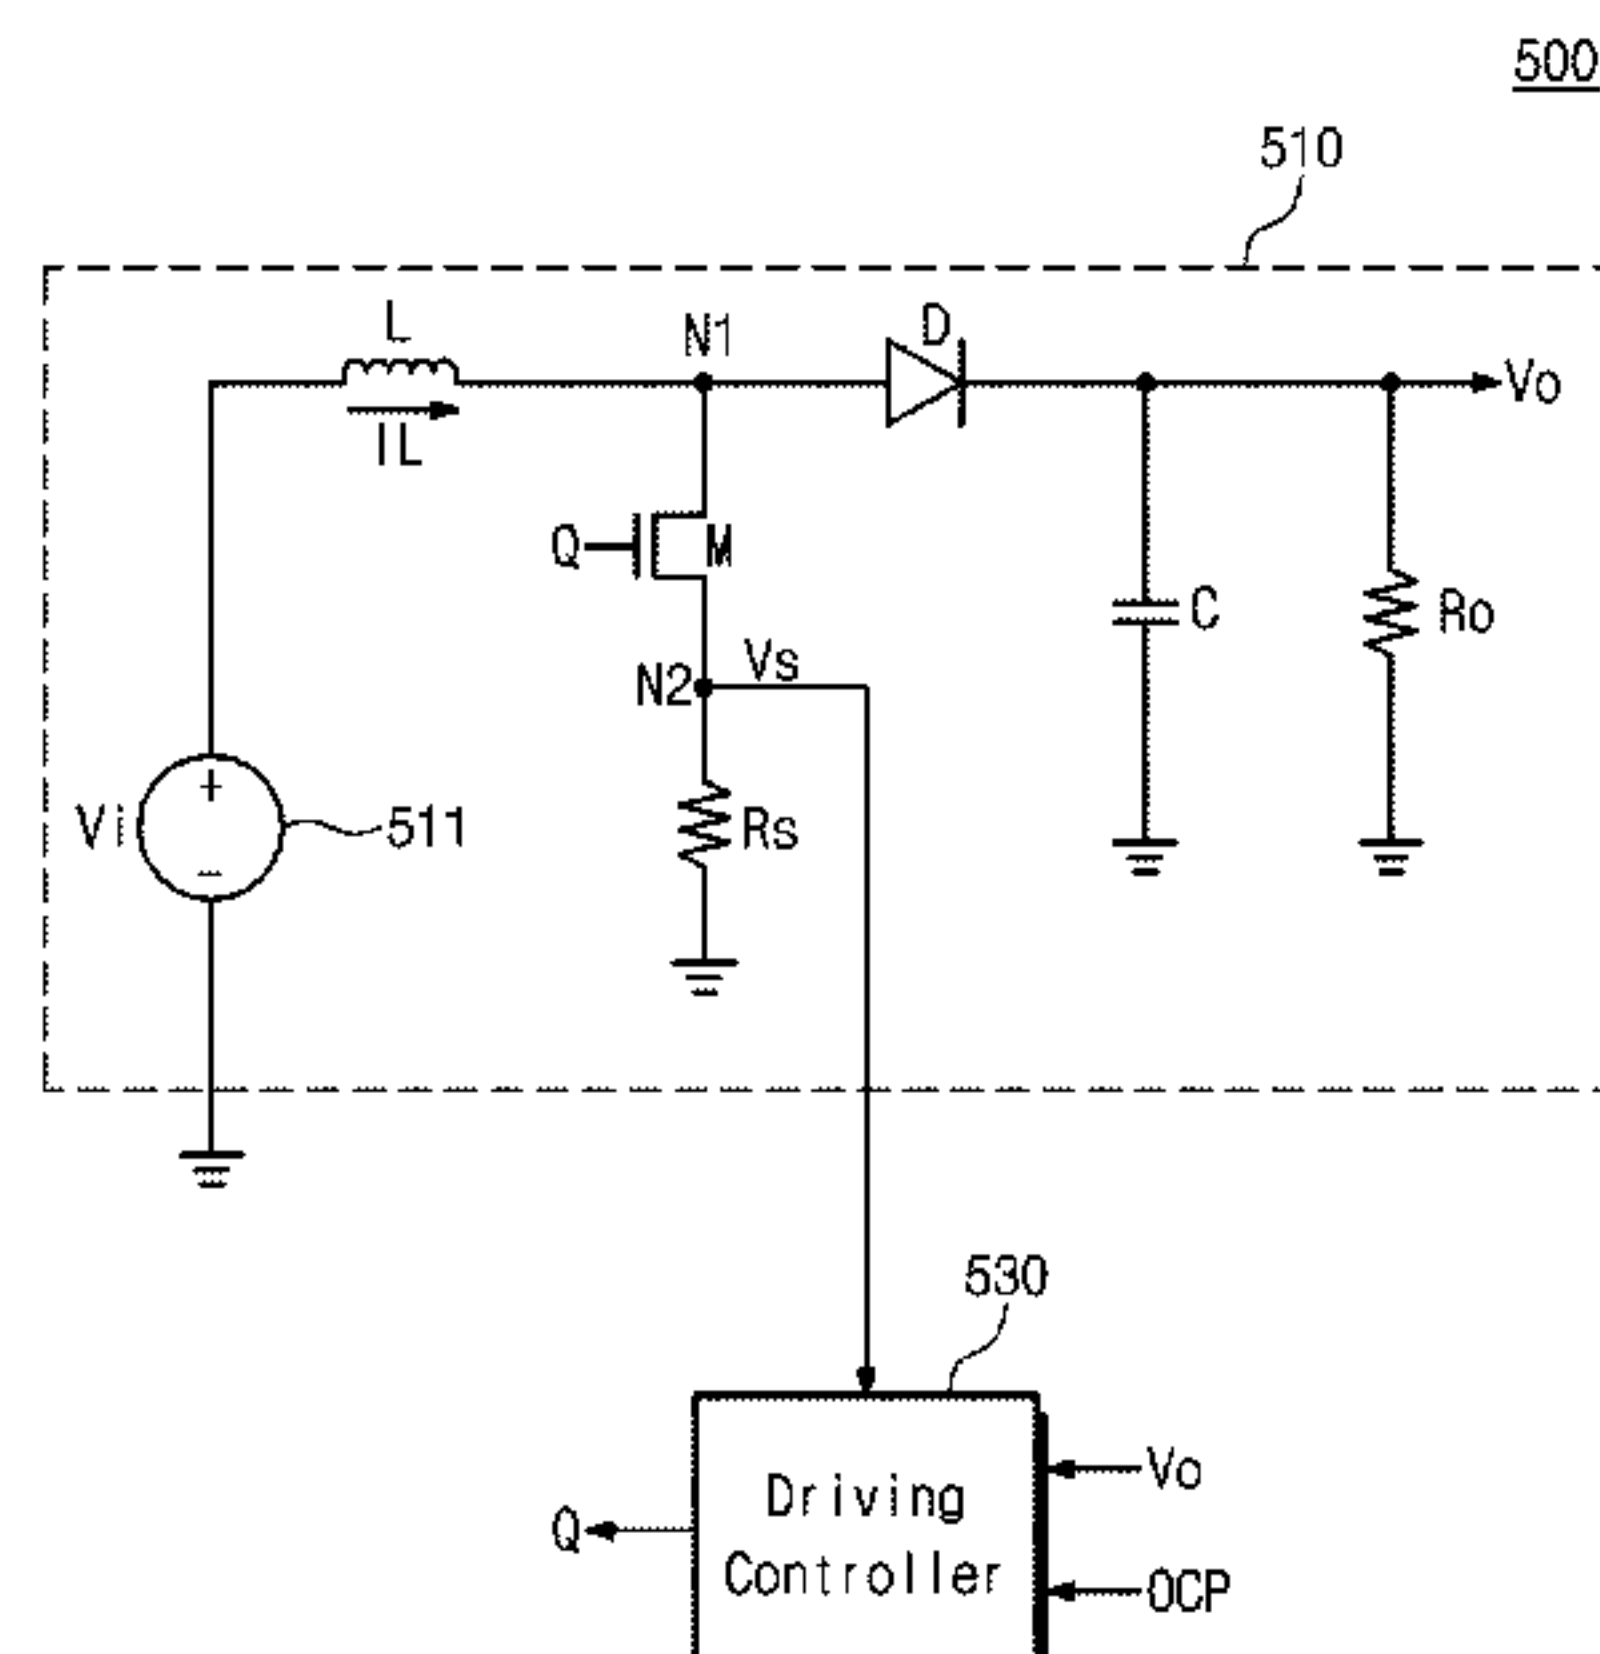 500
510
L
N1
D
Vo
IL
Q
M
C
Ro
N2
Vs
Vi
+
−
511
Rs
530
Driving
Controller
Vo
Q
OCP